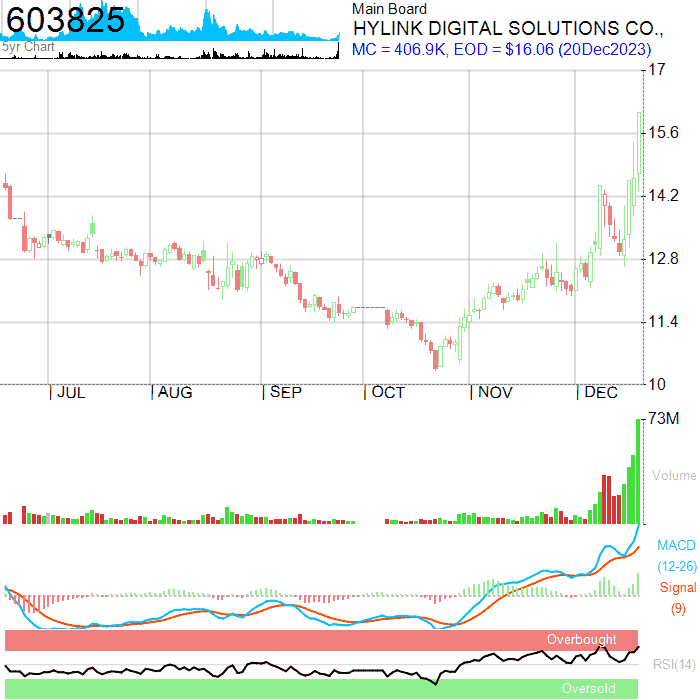 603825
5yr Chart
Main Board
HYLINK DIGITAL SOLUTIONS CO.,
MC = 406.9K, EOD = $16.06 (20Dec2023)
17
15.6
14.2
12.8
11.4
10
| JUL | AUG | SEP | OCT | NOV | DEC
73M
Volume
MACD
(12-26)
Signal
(9)
Overbought
RSI(14)
Oversold